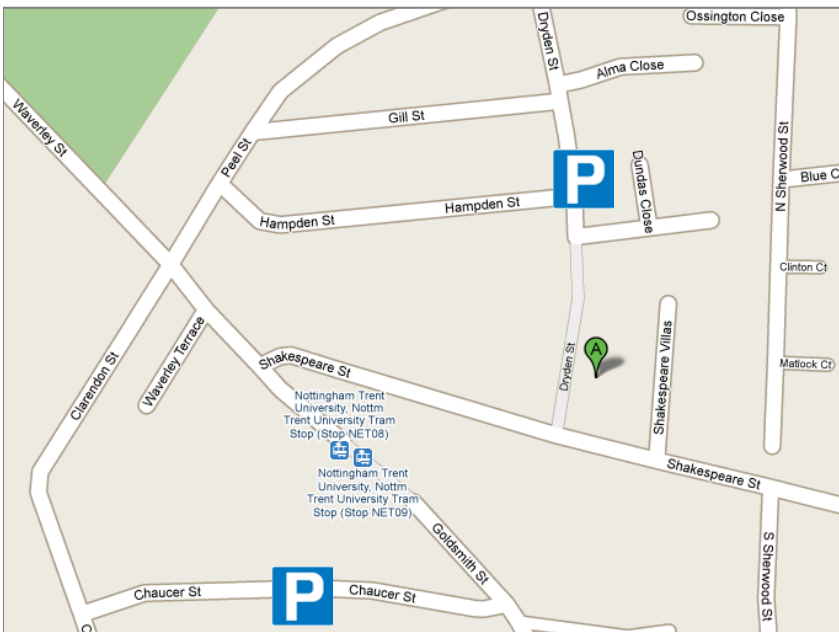 Ossington Close
Dryden St
Alma Close
Waverley St
Gill St
Peel St
N Sherwood St
P
Dundas Close
Blue C
Hampden St
Hampden St
Clinton Ct
Waverley Terrace
Shakespeare St
A
Dryden St
Shakespeare Villas
Matlock Ct
Clarendon St
Nottingham Trent
University, Nottm
Trent University Tram
Stop (Stop NET08)
Nottingham Trent
University, Nottm
Trent University Tram
Stop (Stop NET09)
Shakespeare St
Goldsmith St
S Sherwood St
Chaucer St
P
Chaucer St
C